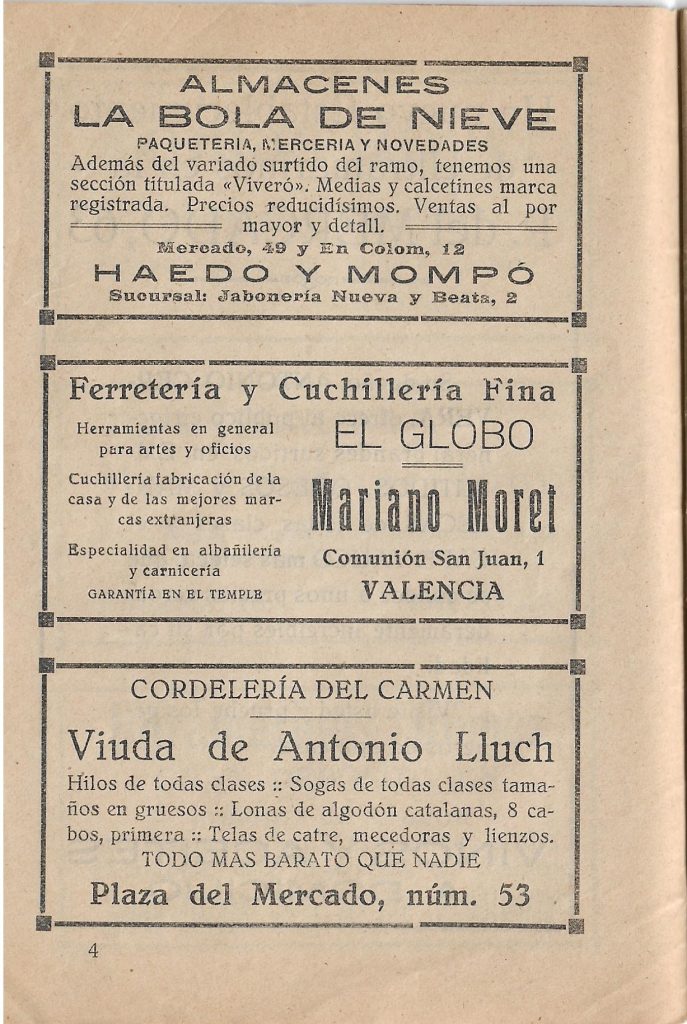 ALMACENES
LA BOLA DE NIEVE
PAQUETERIA, MERCERIA Y NOVEDADES
Además del variado surtido del ramo, tenemos una
sección titulada «Viveró». Medias y calcetines marca
registrada. Precios reducidísimos. Ventas al por
mayor y detall.
Mercado, 49 y En Colom, 12
HAEDO Y MOMPÓ
Sucursal: Jabonería Nueva y Beata, 2
Ferretería y Cuchillería Fina
Herramientas en general
para artes y oficios
Cuchillería fabricación de la
casa y de las mejores mar-
cas extranjeras
Especialidad en albañilería
y carnicería
GARANTÍA EN EL TEMPLE
EL GLOBO
Mariano Moret
Comunión San Juan, 1
VALENCIA
CORDELERÍA DEL CARMEN
Viuda de Antonio Lluch
Hilos de todas clases :: Sogas de todas clases tama-
ños en gruesos :: Lonas de algodón catalanas, 8 ca-
bos, primera :: Telas de catre, mecedoras y lienzos.
TODO MAS BARATO QUE NADIE
Plaza del Mercado, núm. 53
4